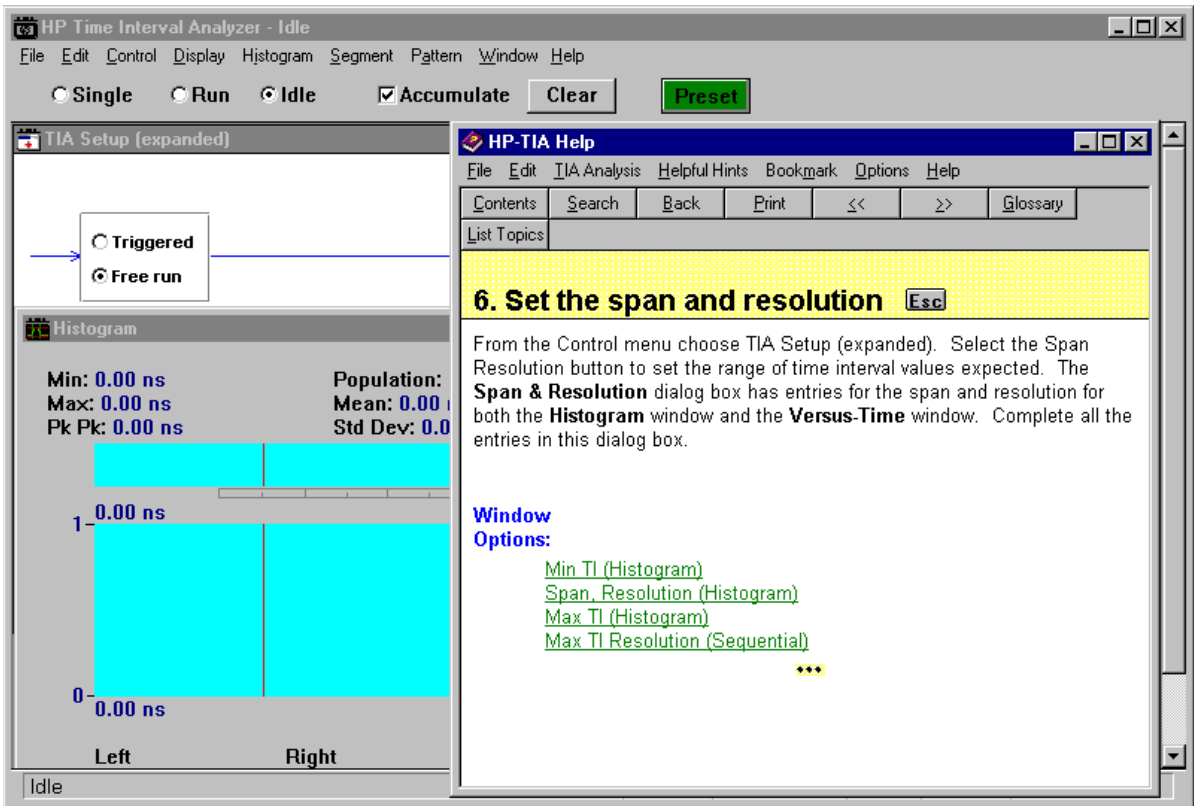 HP Time Interval Analyzer - Idle
File Edit Control Display Histogram Segment Pattern Window Help
Single Run Idle Accumulate Clear Preset
TIA Setup (expanded)
Triggered
Free run
Histogram
Min: 0.00 ns Population:
Max: 0.00 ns Mean: 0.00
Pk Pk: 0.00 ns Std Dev: 0.0
0.00 ns
1
0
0.00 ns
Left Right
Idle
HP-TIA Help
File Edit TIA Analysis Helpful Hints Bookmark Options Help
Contents Search Back Print << >> Glossary
List Topics
6. Set the span and resolution Esc
From the Control menu choose TIA Setup (expanded). Select the Span
Resolution button to set the range of time interval values expected. The
Span & Resolution dialog box has entries for the span and resolution for
both the Histogram window and the Versus-Time window. Complete all the
entries in this dialog box.
Window
Options:
Min TI (Histogram)
Span, Resolution (Histogram)
Max TI (Histogram)
Max TI Resolution (Sequential)